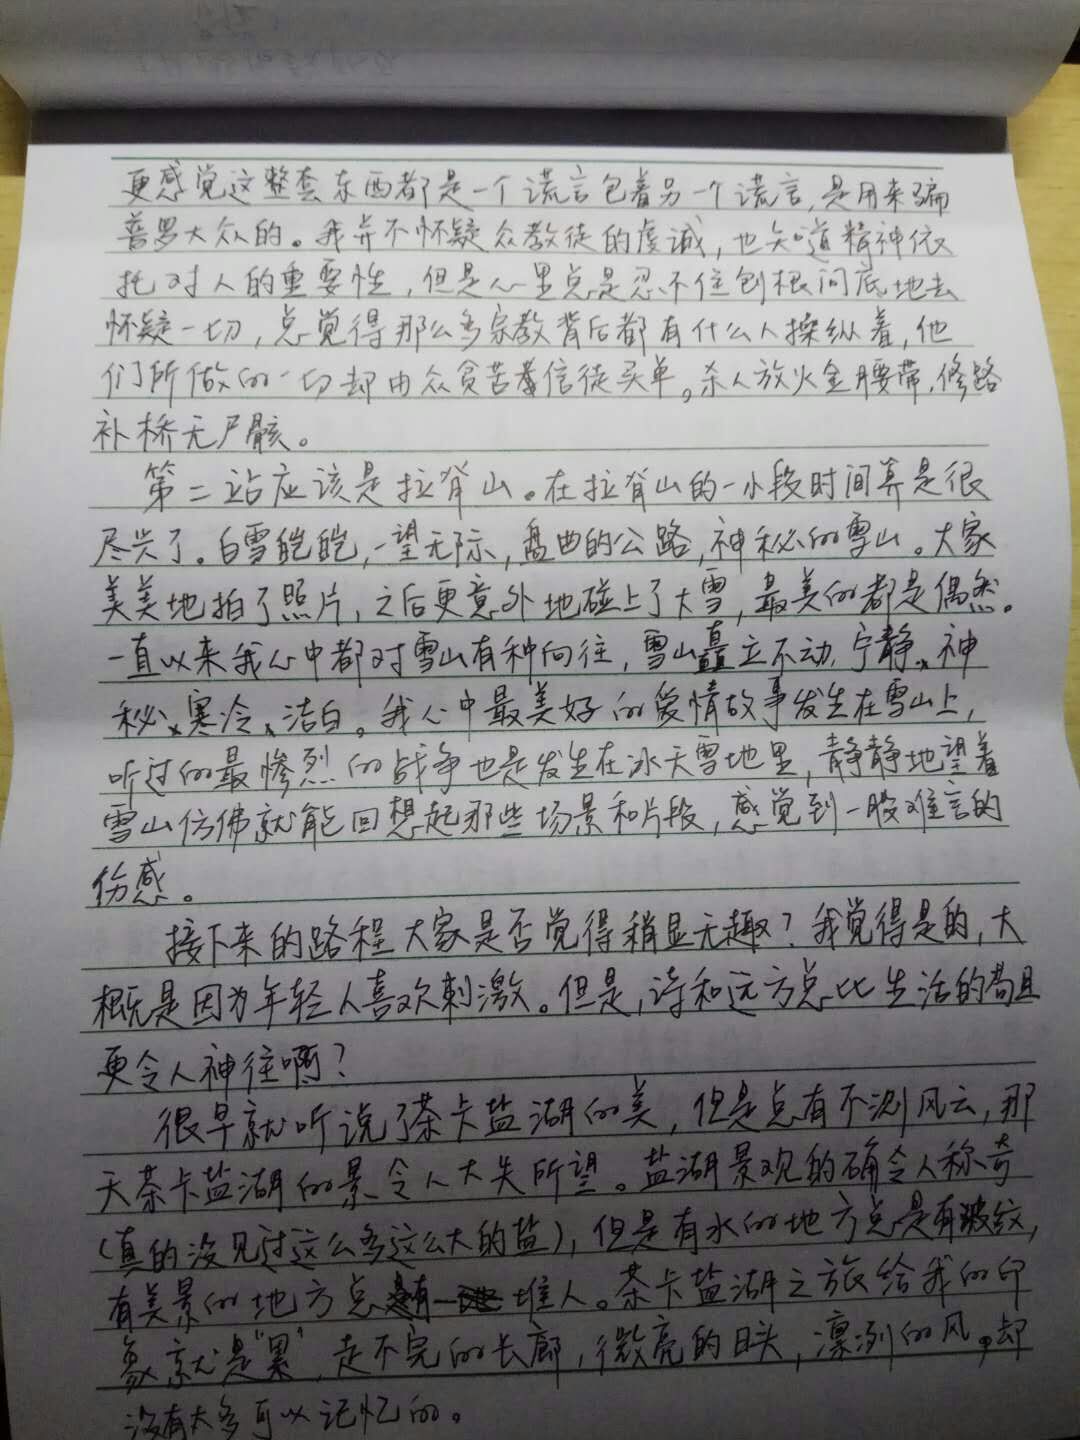 更感觉这整套东西都是一个谎言包着另一个谎言,是用来骗
普罗大众的。我并不怀疑众教徒的虔诚,也知道精神依
托对人的重要性,但是心里总是忍不住刨根问底地去
怀疑一切,总觉得那么多宗教背后都有什么人操纵着,他
们所做的一切却由众贫苦信徒买单。杀人放火金腰带,修路
补桥无尸骸。
第二站应该是拉脊山。在拉脊山的一小段时间算是很
尽兴了。白雪皑皑,一望无际,盘曲的公路,神秘的雪山。大家
美美地拍了照片,之后更意外地碰上了大雪,最美的都是偶然。
一直以来我心中都对雪山有种向往,雪山矗立不动,宁静、神
秘、寒冷、洁白。我心中最美好的爱情故事发生在雪山上,
听过的最惨烈的战争也是发生在冰天雪地里,静静地望着
雪山仿佛就能回想起那些场景和片段,感觉到一股难言的
伤感。
接下来的路程大家是否觉得稍显无趣?我觉得是的,大
概是因为年轻人喜欢刺激。但是,诗和远方总比生活的苟且
更令人神往啊?
很早就听说了茶卡盐湖的美,但是总有不测风云,那
天茶卡盐湖的景令人大失所望。盐湖景观的确令人称奇
(真的没见过这么多这么大的盐),但是有水的地方总是有波纹,
有美景的地方总有一堆人。茶卡盐湖之旅给我的印
象就是"累",走不完的长廊,微亮的日头,凛冽的风,却
没有太多可以记忆的。